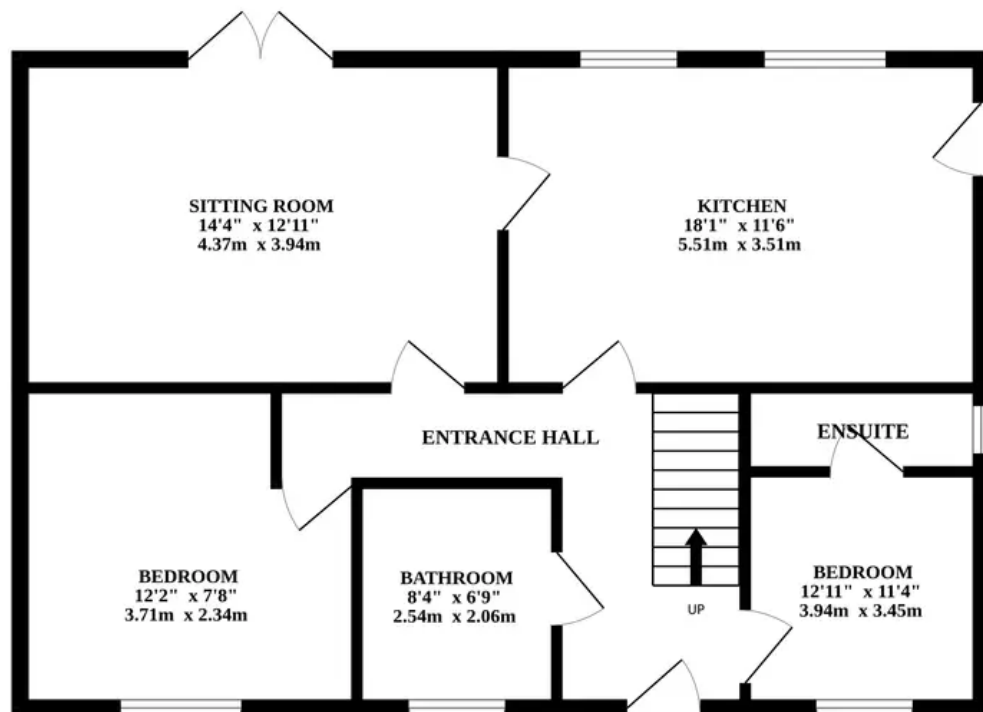 SITTING ROOM
14'4" x 12'11"
4.37m x 3.94m
KITCHEN
18'1" x 11'6"
5.51m x 3.51m
ENTRANCE HALL
ENSUITE
BEDROOM
12'2" x 7'8"
3.71m x 2.34m
BATHROOM
8'4" x 6'9"
2.54m x 2.06m
UP
BEDROOM
12'11" x 11'4"
3.94m x 3.45m